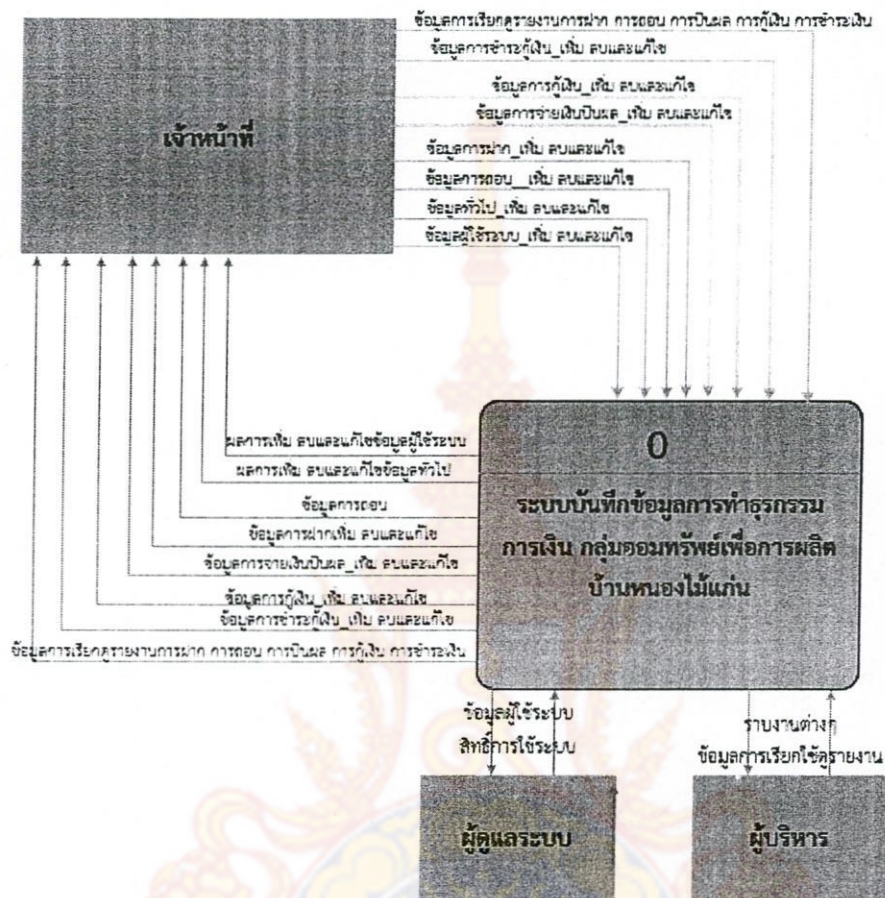 ข้อมูลการเรียกดูรายงานการฝาก การถอน การปันผล การกู้เงิน การชำระเงิน
ข้อมูลการชำระกู้เงิน_เพิ่ม ลบและแก้ไข
ข้อมูลการกู้เงิน_เพิ่ม ลบและแก้ไข
ข้อมูลการจ่ายเงินปันผล_เพิ่ม ลบและแก้ไข
เจ้าหน้าที่
ข้อมูลการฝาก_เพิ่ม ลบและแก้ไข
ข้อมูลการถอน_เพิ่ม ลบและแก้ไข
ข้อมูลทั่วไป_เพิ่ม ลบและแก้ไข
ข้อมูลผู้ใช้ระบบ_เพิ่ม ลบและแก้ไข
ผลการเพิ่ม ลบและแก้ไขข้อมูลผู้ใช้ระบบ
ผลการเพิ่ม ลบและแก้ไขข้อมูลทั่วไป
ข้อมูลการถอน
ข้อมูลการฝากเพิ่ม ลบและแก้ไข
ข้อมูลการจ่ายเงินปันผล_เพิ่ม ลบและแก้ไข
ข้อมูลการกู้เงิน_เพิ่ม ลบและแก้ไข
ข้อมูลการชำระกู้เงิน_เพิ่ม ลบและแก้ไข
ข้อมูลการเรียกดูรายงานการฝาก การถอน การปันผล การกู้เงิน การชำระเงิน
0
ระบบบันทึกข้อมูลการทำธุรกรรม
การเงิน กลุ่มออมทรัพย์เพื่อการผลิต
บ้านหนองไม้แก่น
ข้อมูลผู้ใช้ระบบ
สิทธิ์การใช้ระบบ
รายงานต่างๆ
ข้อมูลการเรียกใช้ดูรายงาน
ผู้ดูแลระบบ
ผู้บริหาร